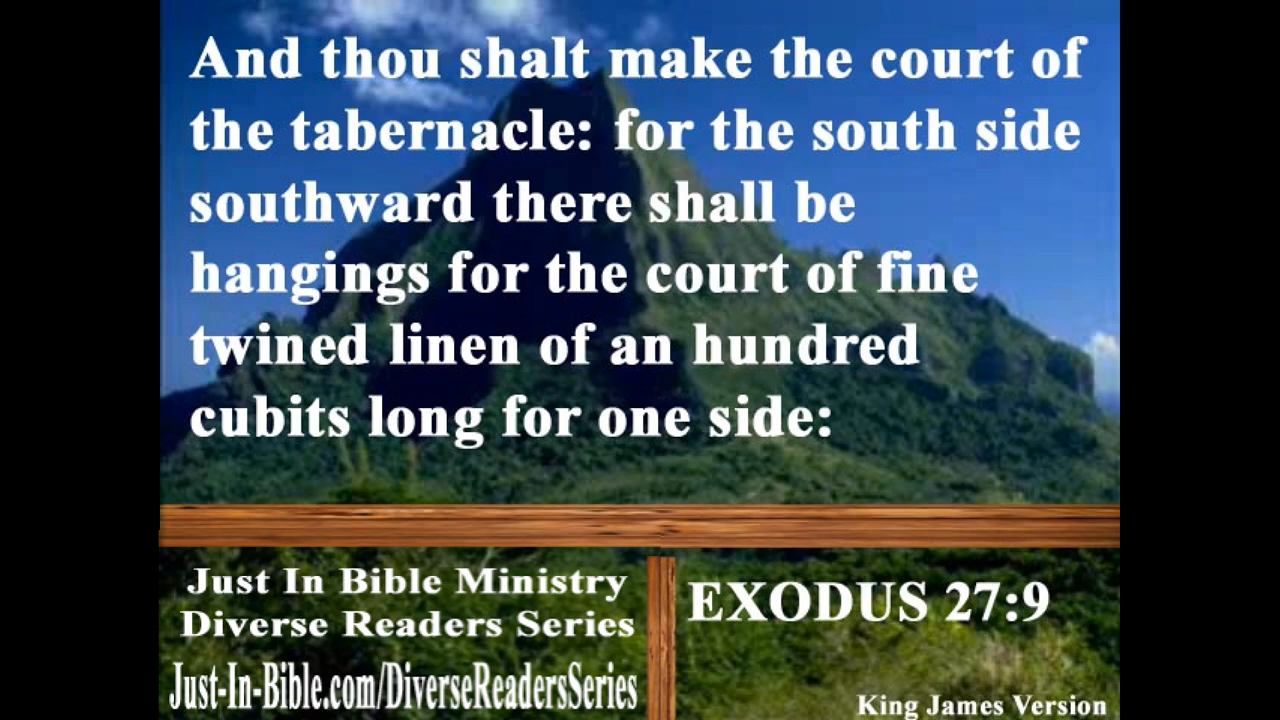 And thou shalt make the court of
the tabernacle: for the south side
southward there shall be
hangings for the court of fine
twined linen of an hundred
cubits long for one side:
Just In Bible Ministry
Diverse Readers Series
Just-In-Bible.com/DiverseReadersSeries
EXODUS 27:9
King James Version